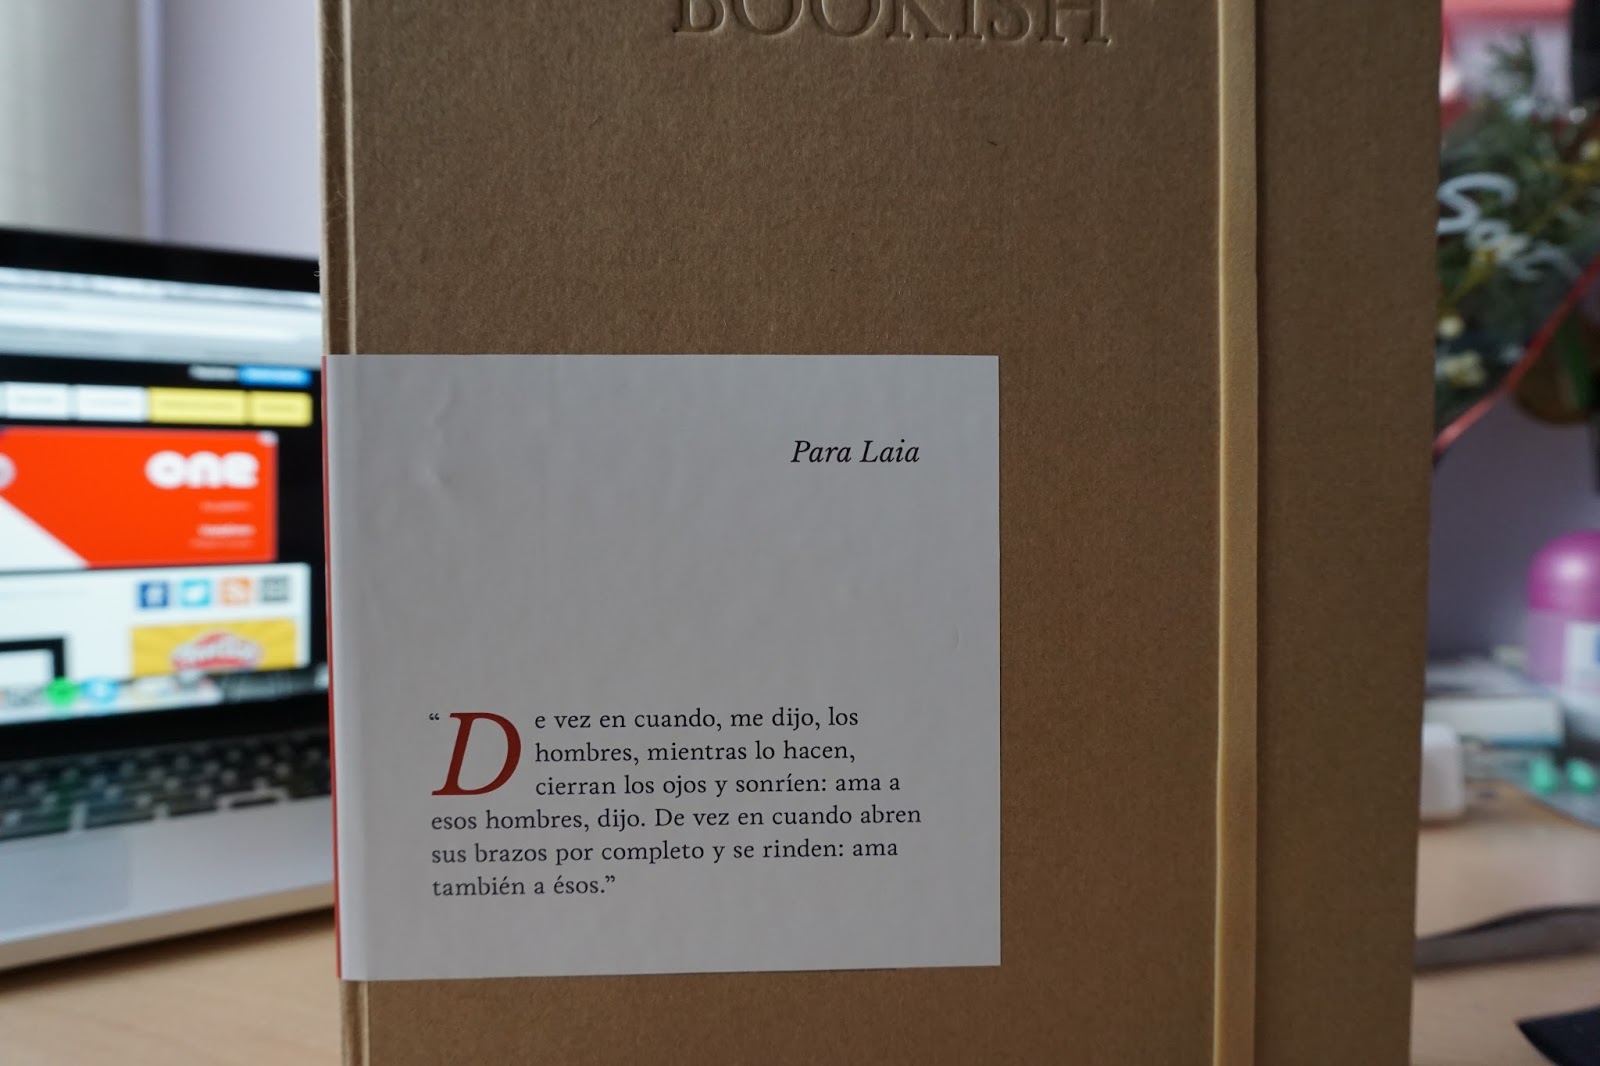 BOOKISH
Para Laia
“De vez en cuando, me dijo, los
hombres, mientras lo hacen,
cierran los ojos y sonríen: ama a
esos hombres, dijo. De vez en cuando abren
sus brazos por completo y se rinden: ama
también a ésos.”
one